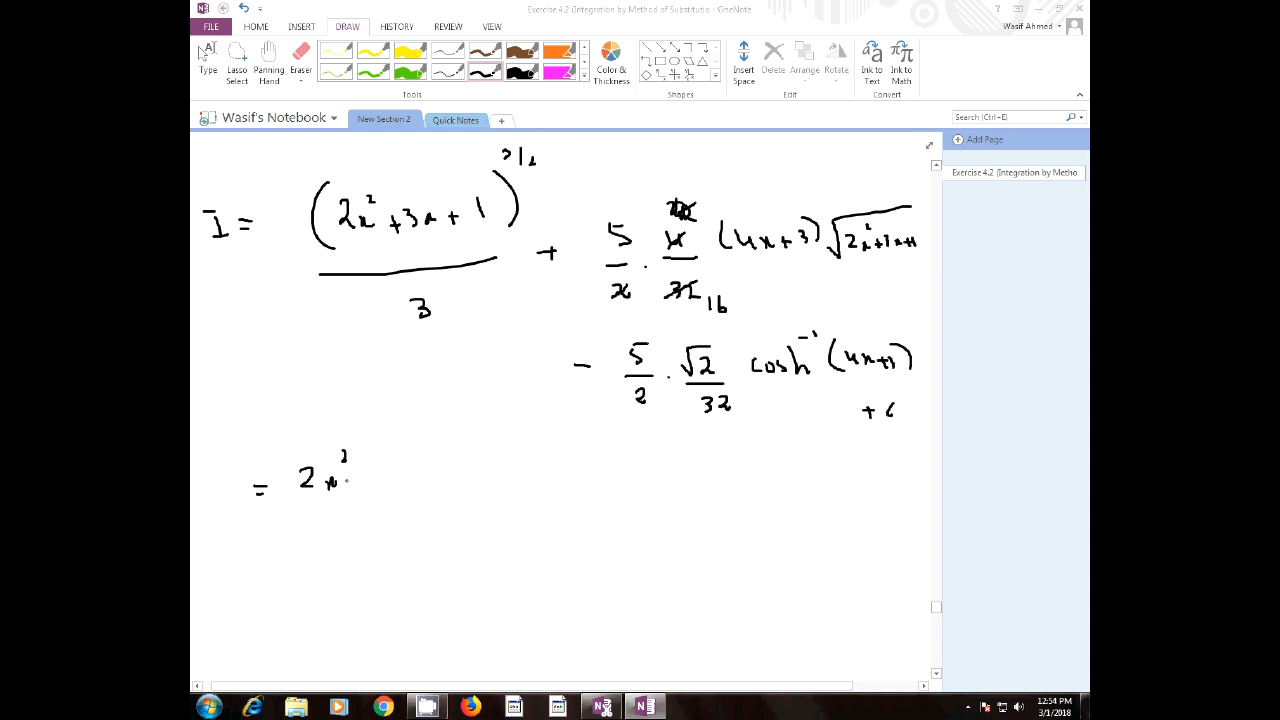 Exercise 4.2 (Integration by Method of Substitutio - OneNote
FILE HOME INSERT DRAW HISTORY REVIEW VIEW
Wasif Ahmed
Type Lasso Select Panning Hand Eraser
Color & Thickness
Insert Space Delete Arrange Rotate
Ink to Text Ink to Math
Tools Shapes Edit Convert
Wasif's Notebook New Section 2 Quick Notes
Search (Ctrl+E)
Add Page
Exercise 4.2 (Integration by Metho
I = (2x² + 3x + 1)^3/2 / 3 + 5/2 · 4/32 16 (4x+3) √2x²+3x+1
- 5/2 · √2/32 cosh⁻¹ (4x+3)
+ C
= 2x²
12:54 PM
3/1/2018